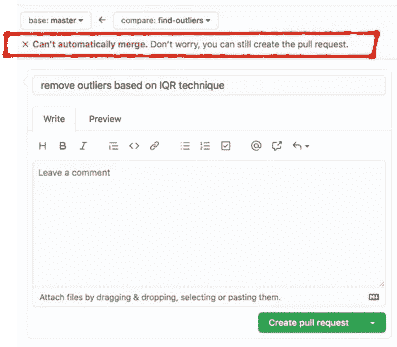 base: master ← compare: find-outliers
× Can't automatically merge. Don't worry, you can still create the pull request.
remove outliers based on IQR technique
Write Preview
H B I
Leave a comment
Attach files by dragging & dropping, selecting or pasting them.
Create pull request